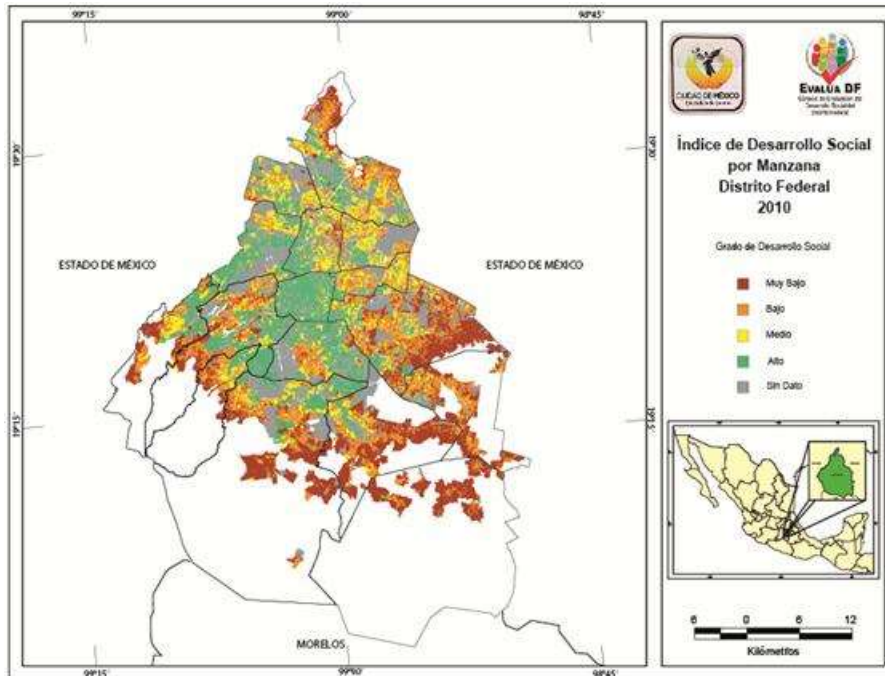 99°15´
99°00´
98°45´
19°30´
19°30´
19°15´
19°15´
ESTADO DE MÉXICO
ESTADO DE MÉXICO
MORELOS
99°15´
99°00´
98°45´
CIUDAD DE MÉXICO
EVALÚA DF
Índice de Desarrollo Social
por Manzana
Distrito Federal
2010
Grado de Desarrollo Social
Muy Bajo
Bajo
Medio
Alto
Sin Dato
6 0 6 12
Kilómetros